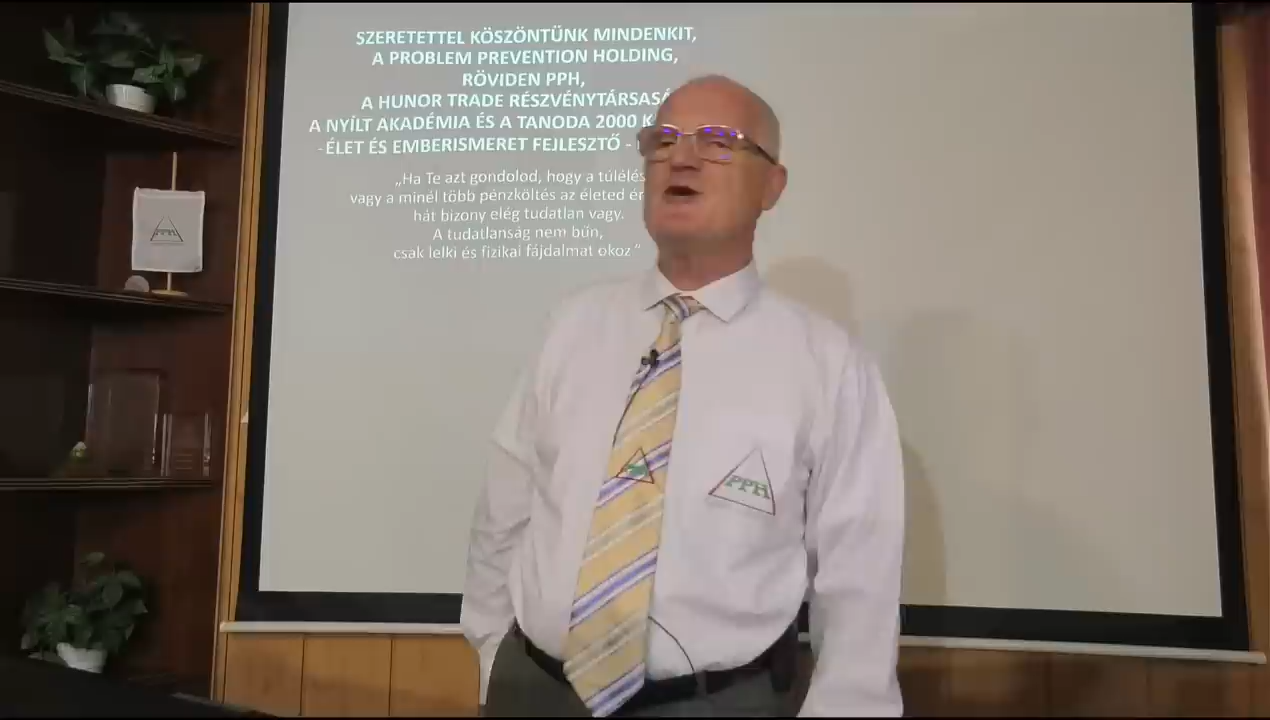 SZERETETTEL KÖSZÖNTÜNK MINDENKIT,
A PROBLEM PREVENTION HOLDING,
RÖVIDEN PPH,
A HUNOR TRADE RÉSZVÉNYTÁRSASÁ
A NYÍLT AKADÉMIA ÉS A TANODA 2000 K
-ÉLET ÉS EMBERISMERET FEJLESZTŐ -
„Ha Te azt gondolod, hogy a túlélés
vagy a minél több pénzköltés az életed ér
hát bizony elég tudatlan vagy.
A tudatlanság nem bűn,
csak lelki és fizikai fájdalmat okoz "
PPH
PPH